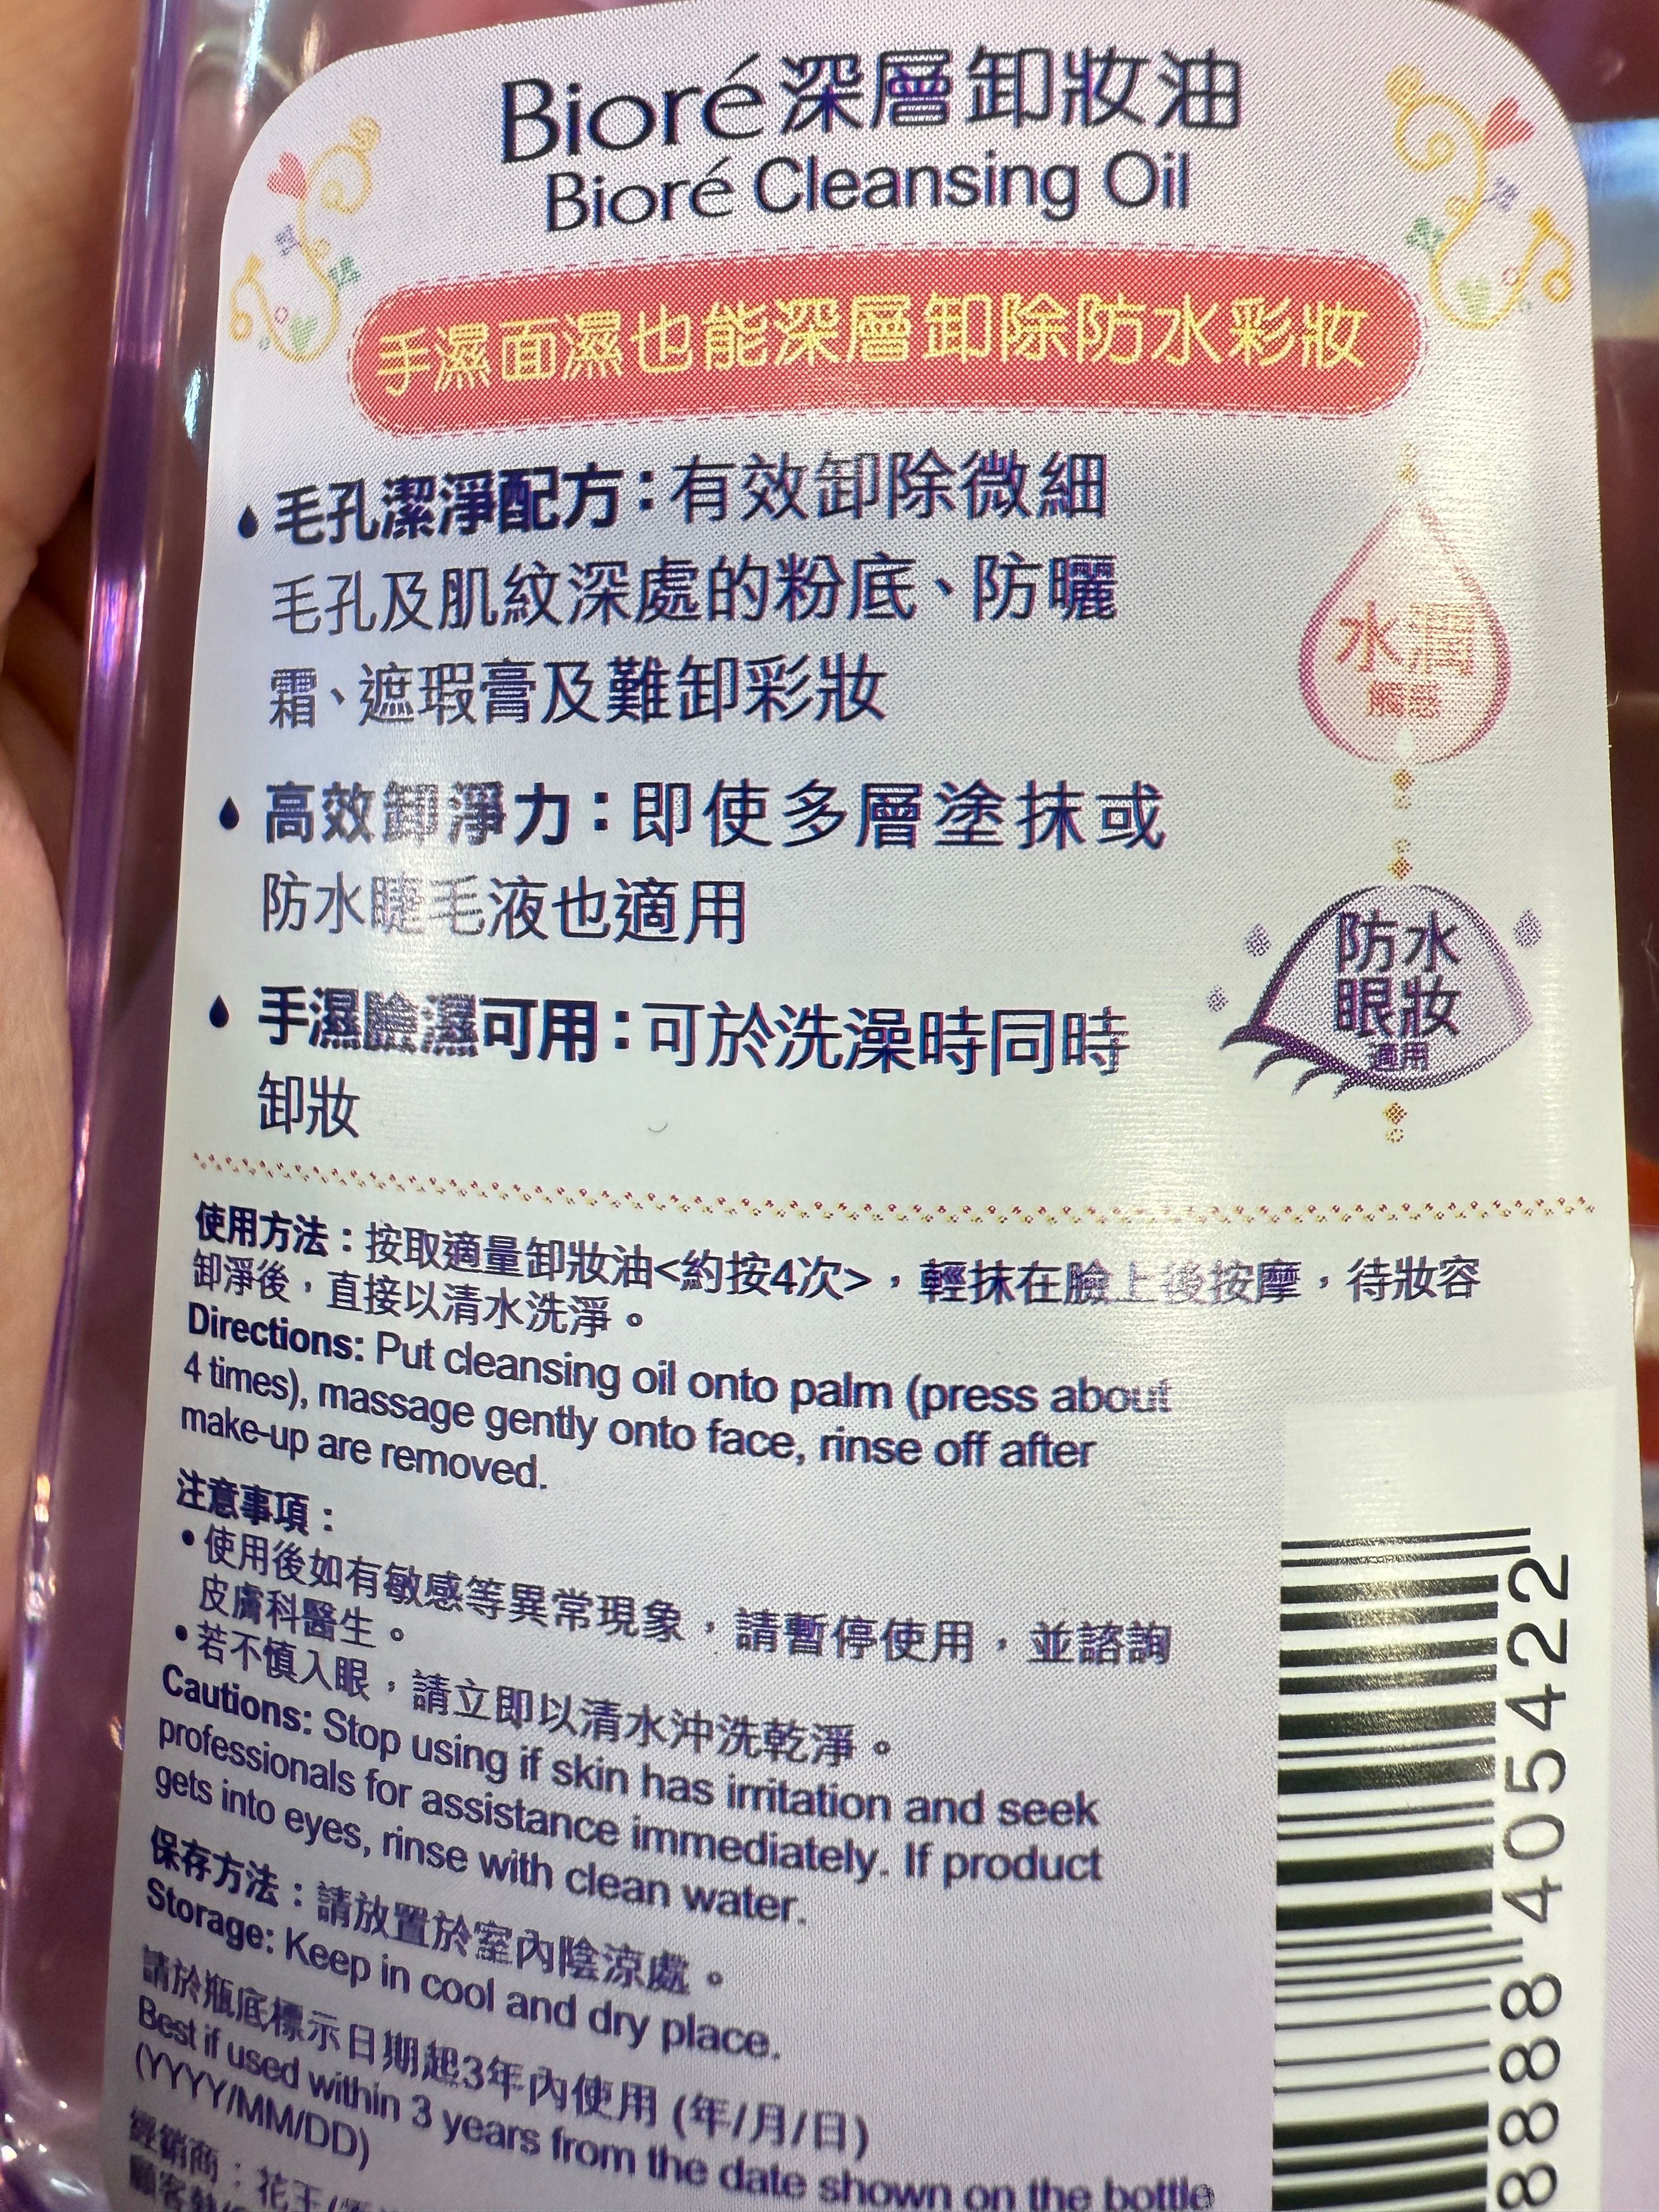 Bioré深層卸妝油
Bioré Cleansing Oil
手濕面濕也能深層卸除防水彩妝
毛孔潔淨配方：有效卸除微細
毛孔及肌紋深處的粉底、防曬
霜、遮瑕膏及難卸彩妝
水潤
觸感
高效卸淨力：即使多層塗抹或
防水睫毛液也適用
防水
眼妝
適用
手濕臉濕可用：可於洗澡時同時
卸妝
使用方法：按取適量卸妝油<約按4次>，輕抹在臉上後按摩，待妝容
卸淨後，直接以清水洗淨。
Directions: Put cleansing oil onto palm (press about
4 times), massage gently onto face, rinse off after
make-up are removed.
注意事項：
•使用後如有敏感等異常現象，請暫停使用，並諮詢
皮膚科醫生。
•若不慎入眼，請立即以清水沖洗乾淨。
Cautions: Stop using if skin has irritation and seek
professionals for assistance immediately. If product
gets into eyes, rinse with clean water.
保存方法：請放置於室內陰涼處。
Storage: Keep in cool and dry place.
請於瓶底標示日期起3年內使用 (年/月/日)
Best if used within 3 years from the date shown on the bottle
(YYYY/MM/DD)
經銷商：花王
顧客
8888 405422